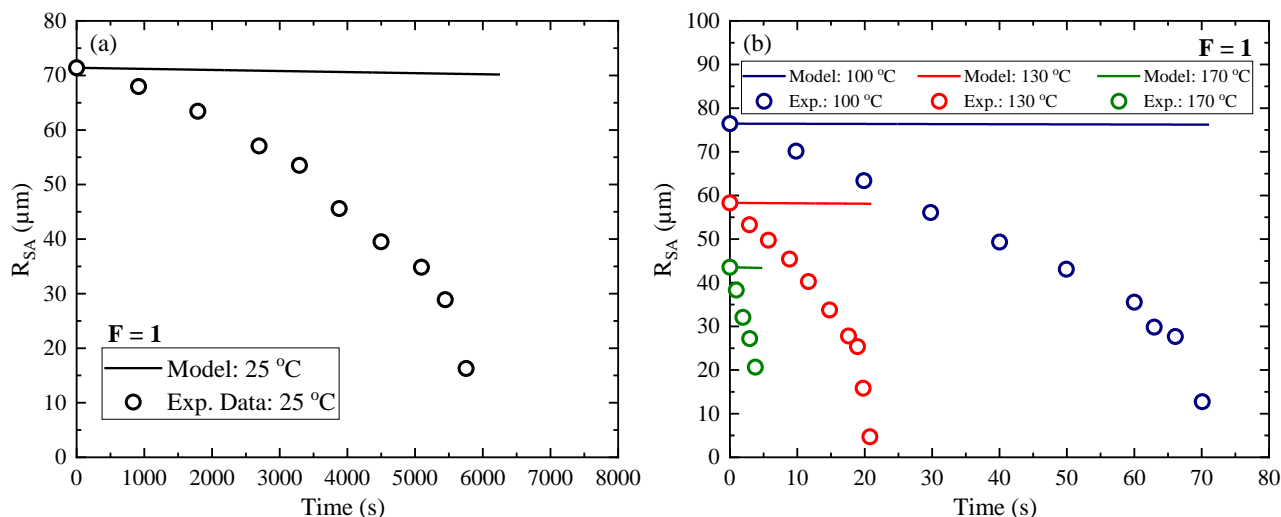 (a)
80
70
60
50
40
30
20
10
0
R_SA (μm)
F = 1
Model: 25 °C
Exp. Data: 25 °C
0 1000 2000 3000 4000 5000 6000 7000 8000
Time (s)
(b)
F = 1
100
90
80
70
60
50
40
30
20
10
0
R_SA (μm)
Model: 100 °C Model: 130 °C Model: 170 °C
Exp.: 100 °C Exp.: 130 °C Exp.: 170 °C
0 10 20 30 40 50 60 70 80
Time (s)